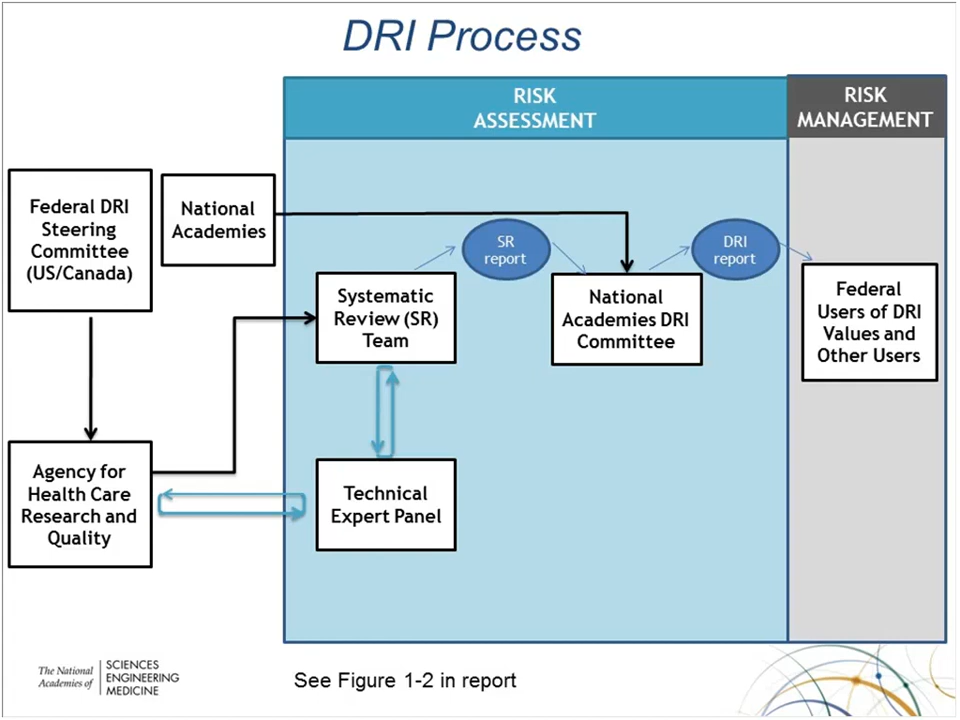 DRI Process
RISK
ASSESSMENT
RISK
MANAGEMENT
Federal DRI
Steering
Committee
(US/Canada)
National
Academies
SR
report
DRI
report
Systematic
Review (SR)
Team
National
Academies DRI
Committee
Federal
Users of DRI
Values and
Other Users
Agency for
Health Care
Research and
Quality
Technical
Expert Panel
The National
Academies of
SCIENCES
ENGINEERING
MEDICINE
See Figure 1-2 in report